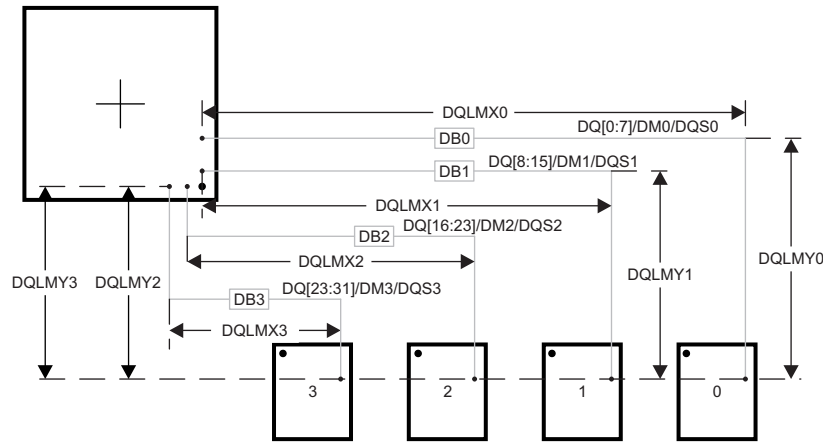 DQLMX0
DQ[0:7]/DM0/DQS0
DB0
DQ[8:15]/DM1/DQS1
DB1
DQLMX1
DQ[16:23]/DM2/DQS2
DB2
DQLMX2
DQLMY0
DQLMY1
DQLMY3
DQLMY2
DQ[23:31]/DM3/DQS3
DB3
DQLMX3
3
2
1
0